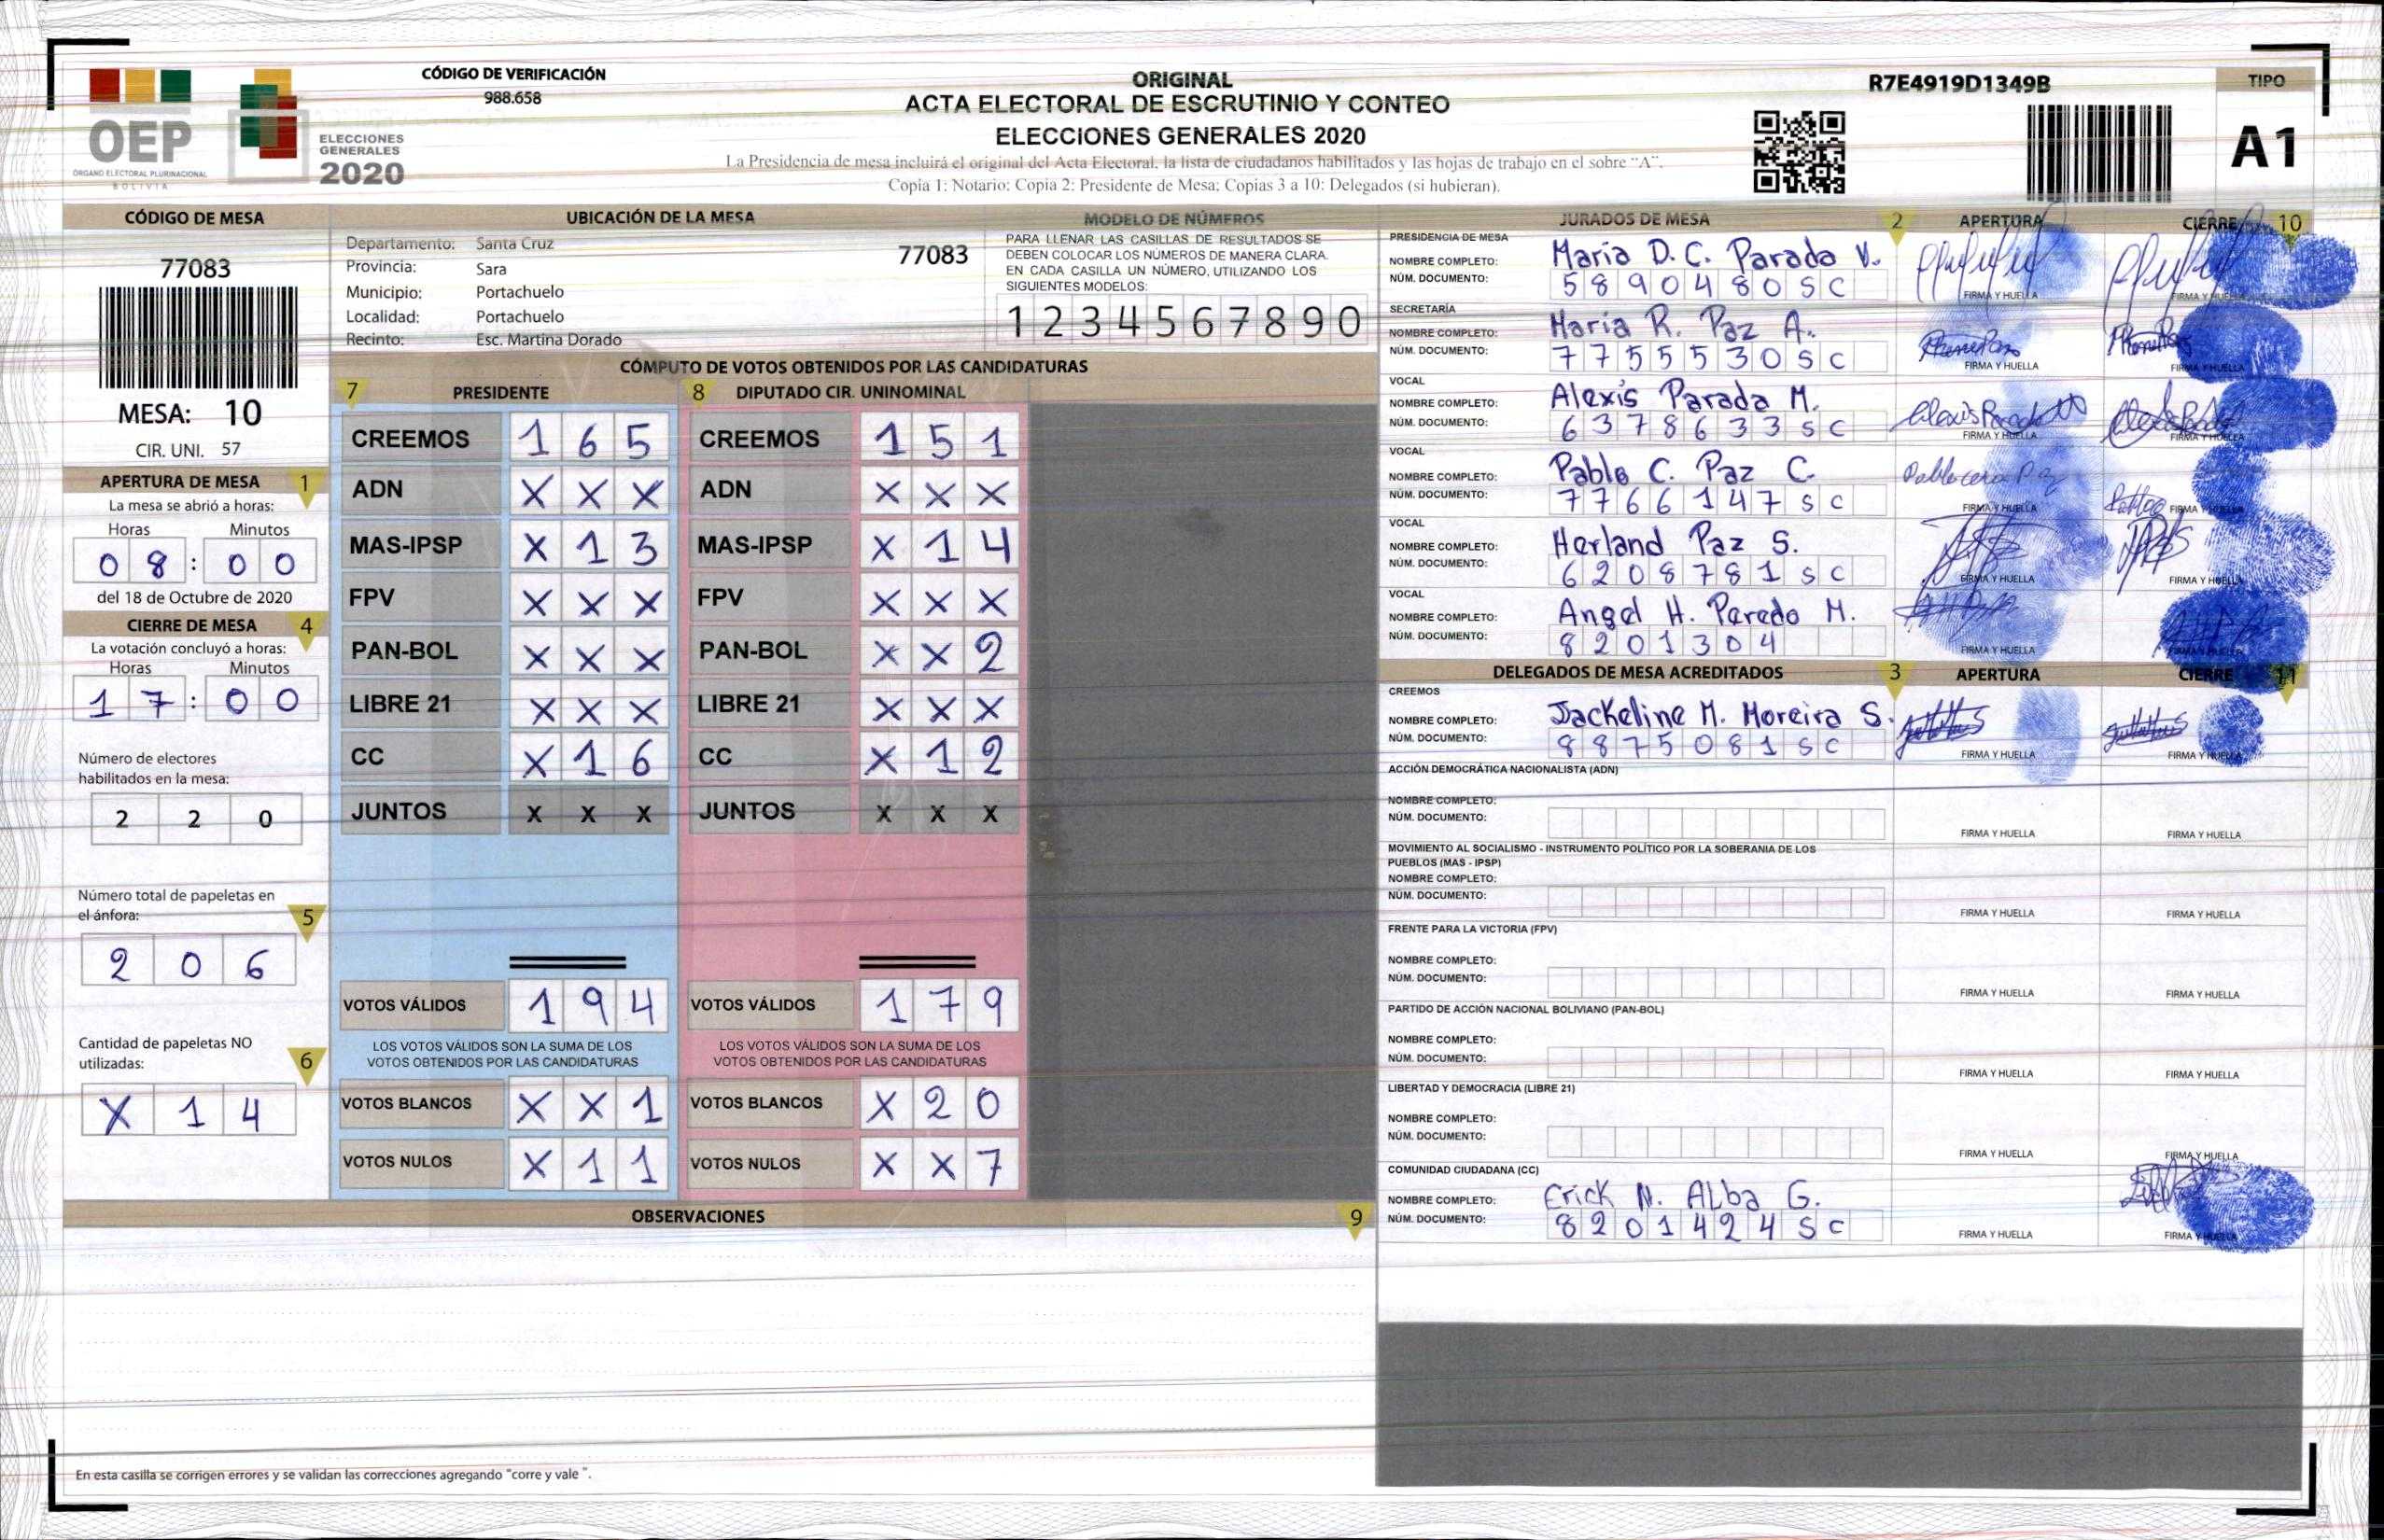 OEP
ÓRGANO ELECTORAL PLURINACIONAL
BOLIVIA
ELECCIONES
GENERALES
2020
CÓDIGO DE VERIFICACIÓN
988.658
ORIGINAL
ACTA ELECTORAL DE ESCRUTINIO Y CONTEO
ELECCIONES GENERALES 2020
La Presidencia de mesa incluirá el original del Acta Electoral, la lista de ciudadanos habilitados y las hojas de trabajo en el sobre "A".
Copia 1: Notario; Copia 2: Presidente de Mesa; Copias 3 a 10: Delegados (si hubieran).
R7E4919D1349B
TIPO
A1
CÓDIGO DE MESA
77083
MESA: 10
CIR. UNI. 57
APERTURA DE MESA 1
La mesa se abrió a horas:
Horas Minutos
0 8 : 0 0
del 18 de Octubre de 2020
CIERRE DE MESA 4
La votación concluyó a horas:
Horas Minutos
1 7 : 0 0
Número de electores
habilitados en la mesa:
2 2 0
Número total de papeletas en
el ánfora: 5
2 0 6
Cantidad de papeletas NO
utilizadas: 6
X 1 4
UBICACIÓN DE LA MESA
Departamento: Santa Cruz 77083
Provincia: Sara
Municipio: Portachuelo
Localidad: Portachuelo
Recinto: Esc. Martina Dorado
MODELO DE NÚMEROS
PARA LLENAR LAS CASILLAS DE RESULTADOS SE
DEBEN COLOCAR LOS NÚMEROS DE MANERA CLARA.
EN CADA CASILLA UN NÚMERO, UTILIZANDO LOS
SIGUIENTES MODELOS:
1 2 3 4 5 6 7 8 9 0
CÓMPUTO DE VOTOS OBTENIDOS POR LAS CANDIDATURAS
7 PRESIDENTE 8 DIPUTADO CIR. UNINOMINAL
CREEMOS 1 6 5 CREEMOS 1 5 1
ADN X X X ADN X X X
MAS-IPSP X 1 3 MAS-IPSP X 1 4
FPV X X X FPV X X X
PAN-BOL X X X PAN-BOL X X 2
LIBRE 21 X X X LIBRE 21 X X X
CC X 1 6 CC X 1 2
JUNTOS X X X JUNTOS X X X
VOTOS VÁLIDOS 1 9 4 VOTOS VÁLIDOS 1 7 9
LOS VOTOS VÁLIDOS SON LA SUMA DE LOS LOS VOTOS VÁLIDOS SON LA SUMA DE LOS
VOTOS OBTENIDOS POR LAS CANDIDATURAS VOTOS OBTENIDOS POR LAS CANDIDATURAS
VOTOS BLANCOS X X 1 VOTOS BLANCOS X 2 0
VOTOS NULOS X 1 1 VOTOS NULOS X X 7
OBSERVACIONES 9
En esta casilla se corrigen errores y se validan las correcciones agregando "corre y vale ".
JURADOS DE MESA 2 APERTURA CIERRE 10
PRESIDENCIA DE MESA
NOMBRE COMPLETO: María D. C. Parada V.
NÚM. DOCUMENTO: 5 8 9 0 4 8 0 S C
FIRMA Y HUELLA FIRMA Y HUELLA
SECRETARÍA
NOMBRE COMPLETO: María R. Paz A.
NÚM. DOCUMENTO: 7 7 5 5 5 3 0 S C
FIRMA Y HUELLA FIRMA Y HUELLA
VOCAL
NOMBRE COMPLETO: Alexis Parada M.
NÚM. DOCUMENTO: 6 3 7 8 6 3 3 S C
FIRMA Y HUELLA FIRMA Y HUELLA
VOCAL
NOMBRE COMPLETO: Pablo C. Paz C.
NÚM. DOCUMENTO: 7 7 6 6 1 4 7 S C
FIRMA Y HUELLA FIRMA Y HUELLA
VOCAL
NOMBRE COMPLETO: Herland Paz S.
NÚM. DOCUMENTO: 6 2 0 8 7 8 1 S C
FIRMA Y HUELLA FIRMA Y HUELLA
VOCAL
NOMBRE COMPLETO: Angel H. Peredo M.
NÚM. DOCUMENTO: 8 2 0 1 3 0 4
FIRMA Y HUELLA
DELEGADOS DE MESA ACREDITADOS 3 APERTURA CIERRE 11
CREEMOS
NOMBRE COMPLETO: Jackeline M. Moreira S.
NÚM. DOCUMENTO: 8 8 7 5 0 8 1 S C
FIRMA Y HUELLA FIRMA Y HUELLA
ACCIÓN DEMOCRÁTICA NACIONALISTA (ADN)
NOMBRE COMPLETO:
NÚM. DOCUMENTO:
FIRMA Y HUELLA FIRMA Y HUELLA
MOVIMIENTO AL SOCIALISMO - INSTRUMENTO POLÍTICO POR LA SOBERANIA DE LOS
PUEBLOS (MAS - IPSP)
NOMBRE COMPLETO:
NÚM. DOCUMENTO:
FIRMA Y HUELLA FIRMA Y HUELLA
FRENTE PARA LA VICTORIA (FPV)
NOMBRE COMPLETO:
NÚM. DOCUMENTO:
FIRMA Y HUELLA FIRMA Y HUELLA
PARTIDO DE ACCIÓN NACIONAL BOLIVIANO (PAN-BOL)
NOMBRE COMPLETO:
NÚM. DOCUMENTO:
FIRMA Y HUELLA FIRMA Y HUELLA
LIBERTAD Y DEMOCRACIA (LIBRE 21)
NOMBRE COMPLETO:
NÚM. DOCUMENTO:
FIRMA Y HUELLA FIRMA Y HUELLA
COMUNIDAD CIUDADANA (CC)
NOMBRE COMPLETO: Erick N. Alba G.
NÚM. DOCUMENTO: 8 2 0 1 4 2 4 S C
FIRMA Y HUELLA FIRMA Y HUELLA